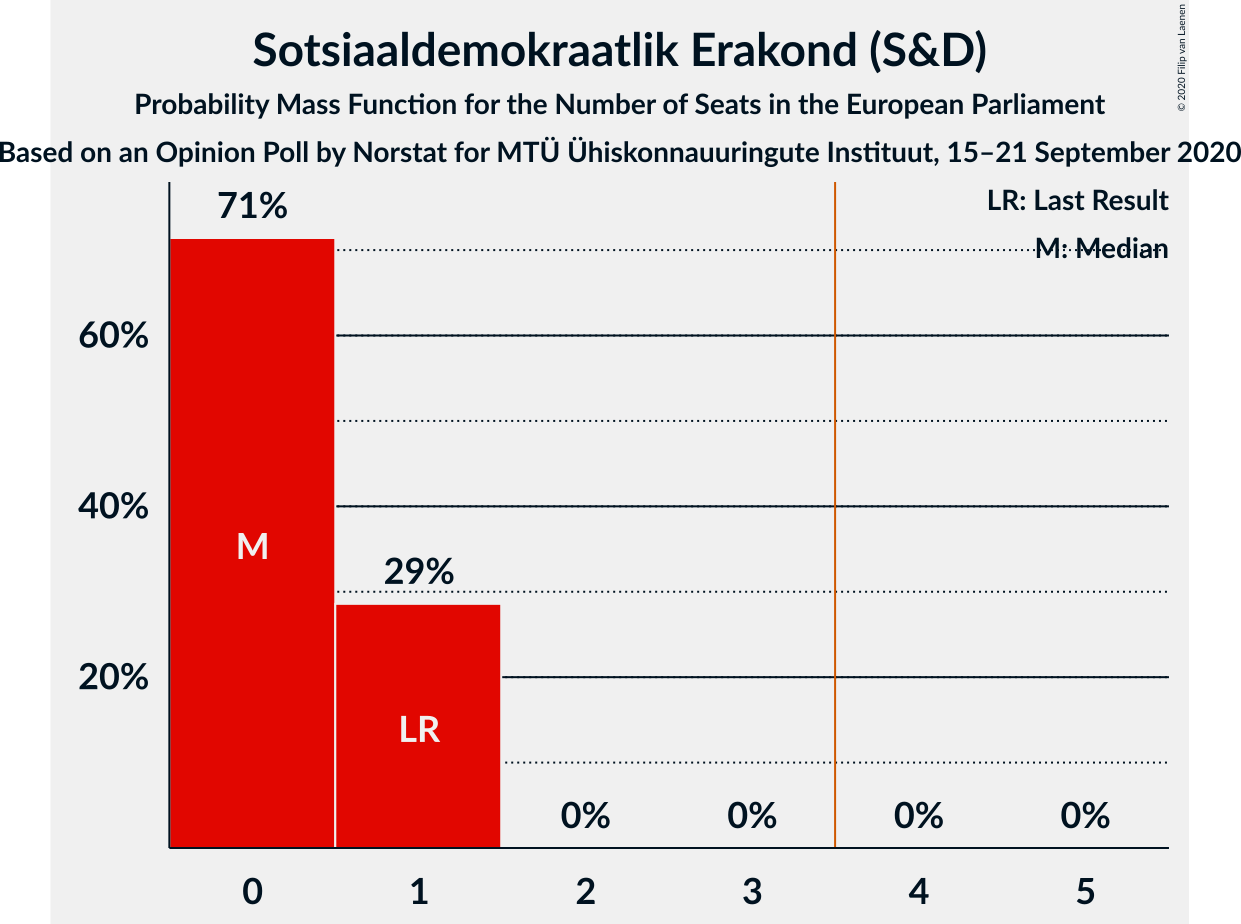 Sotsiaaldemokraatlik Erakond (S&D)
Probability Mass Function for the Number of Seats in the European Parliament
Based on an Opinion Poll by Norstat for MTÜ Ühiskonnauuringute Instituut, 15–21 September 2020
© 2020 Filip van Laenen
LR: Last Result
M: Median
71%
60%
40%
M
29%
20%
LR
0% 0% 0% 0%
0 1 2 3 4 5